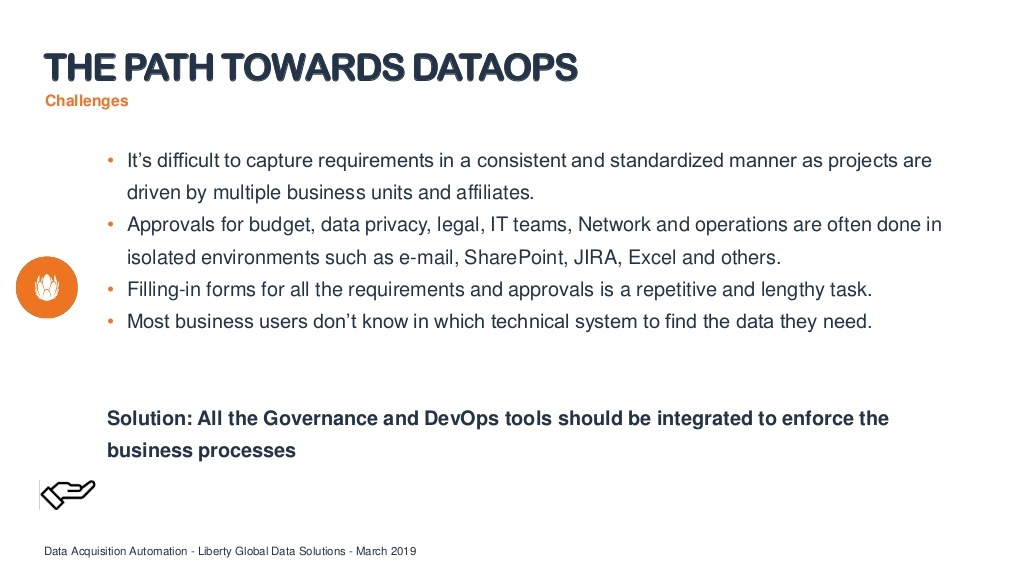 THE PATH TOWARDS DATAOPS
Challenges
• It’s difficult to capture requirements in a consistent and standardized manner as projects are
driven by multiple business units and affiliates.
• Approvals for budget, data privacy, legal, IT teams, Network and operations are often done in
isolated environments such as e-mail, SharePoint, JIRA, Excel and others.
• Filling-in forms for all the requirements and approvals is a repetitive and lengthy task.
• Most business users don’t know in which technical system to find the data they need.
Solution: All the Governance and DevOps tools should be integrated to enforce the
business processes
Data Acquisition Automation - Liberty Global Data Solutions - March 2019